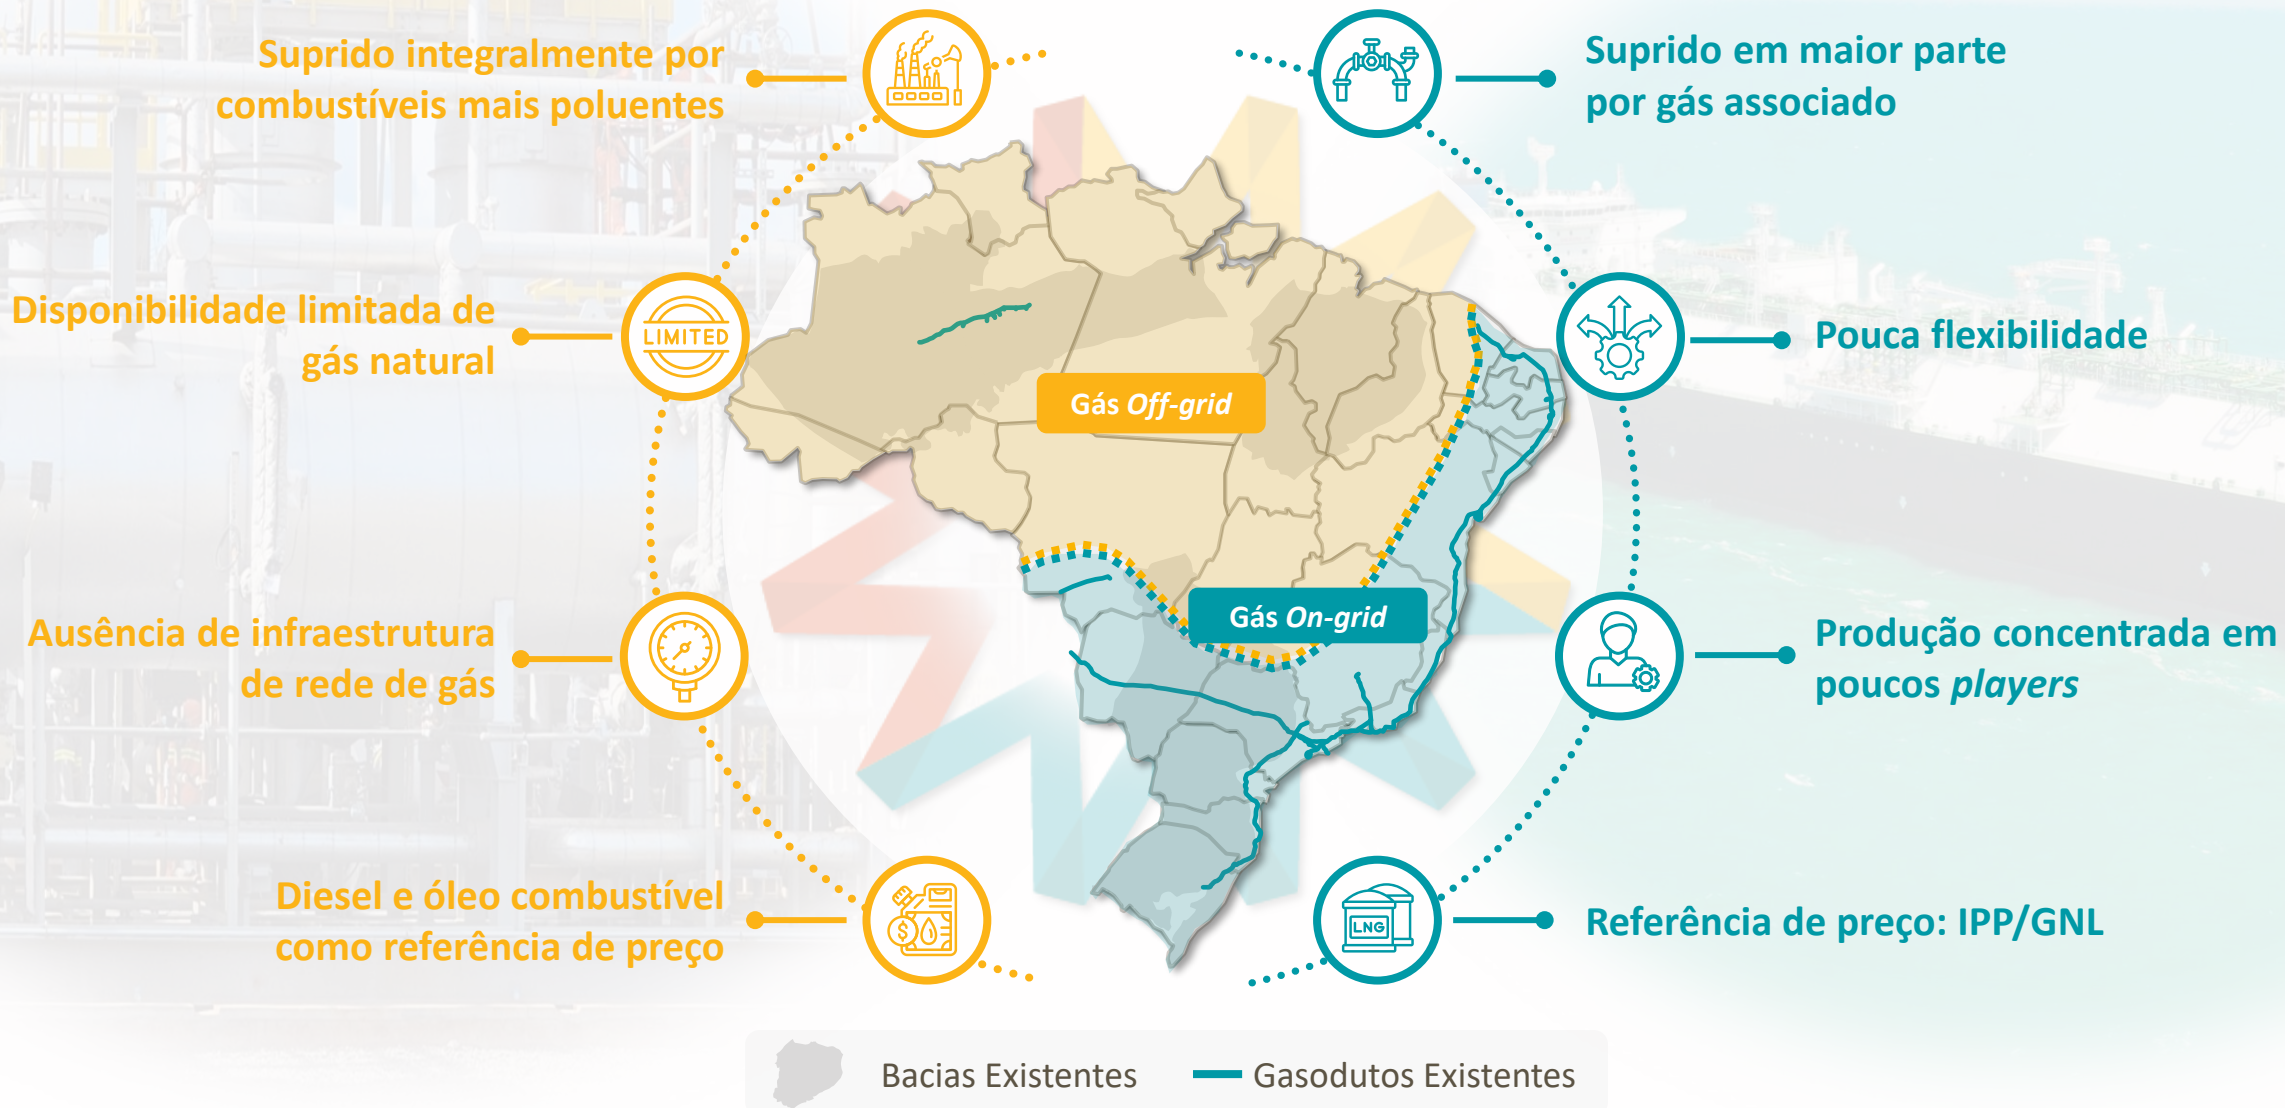 Suprido integralmente por
combustíveis mais poluentes
Disponibilidade limitada de
gás natural
LIMITED
Ausência de infraestrutura
de rede de gás
Diesel e óleo combustível
como referência de preço
$
Gás Off-grid
Gás On-grid
Suprido em maior parte
por gás associado
Pouca flexibilidade
Produção concentrada em
poucos players
LNG
Referência de preço: IPP/GNL
Bacias Existentes
Gasodutos Existentes